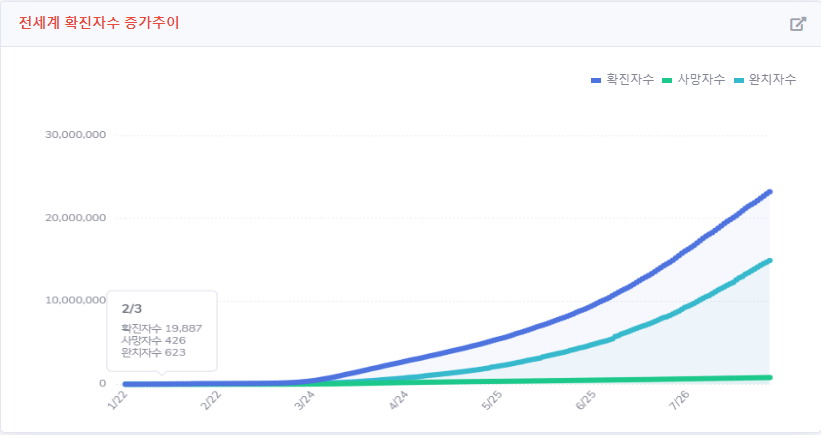 전세계 확진자수 증가추이
확진자수 사망자수 완치자수
30,000,000
20,000,000
10,000,000
0
2/3
확진자수 19,887
사망자수 426
완치자수 623
1/22 2/22 3/24 4/24 5/25 6/25 7/26